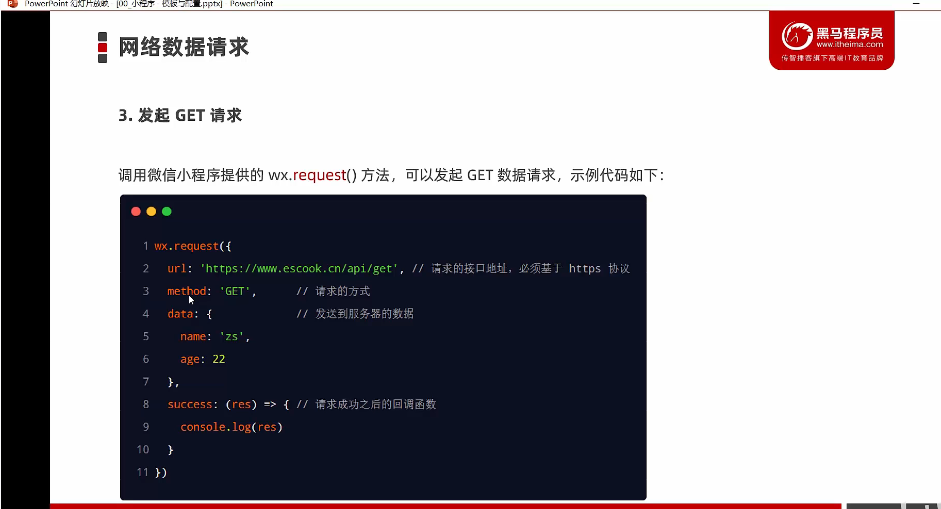 PowerPoint 幻灯片放映 - [00_小程序 - 模板与配置.pptx] - PowerPoint
网络数据请求
黑马程序员
www.itheima.com
传智播客旗下高端IT教育品牌
3. 发起 GET 请求
调用微信小程序提供的 wx.request() 方法，可以发起 GET 数据请求，示例代码如下：
1 wx.request({
2 url: 'https://www.escook.cn/api/get', // 请求的接口地址，必须基于 https 协议
3 method: 'GET', // 请求的方式
4 data: { // 发送到服务器的数据
5 name: 'zs',
6 age: 22
7 },
8 success: (res) => { // 请求成功之后的回调函数
9 console.log(res)
10 }
11 })